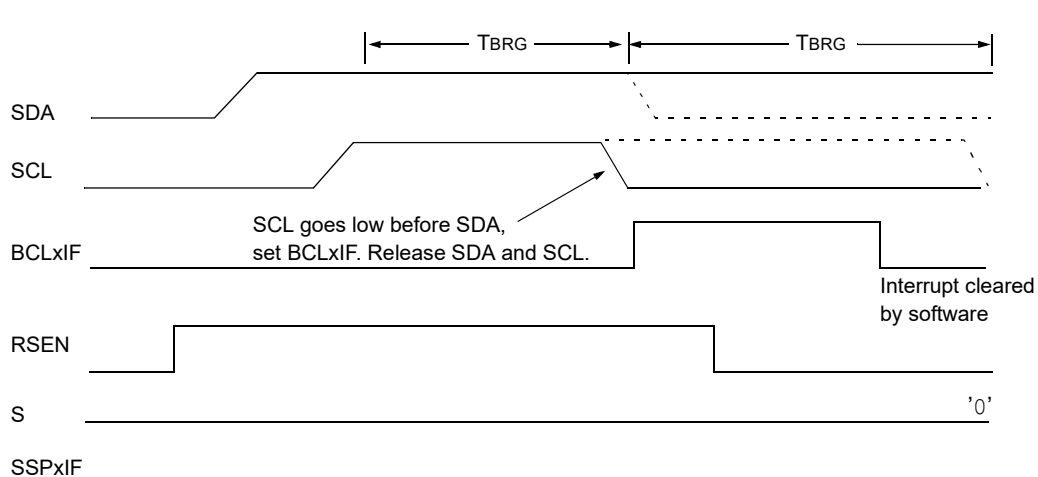 TBRG
TBRG
SDA
SCL
SCL goes low before SDA,
set BCLxIF. Release SDA and SCL.
BCLxIF
Interrupt cleared
by software
RSEN
S
'0'
SSPxIF